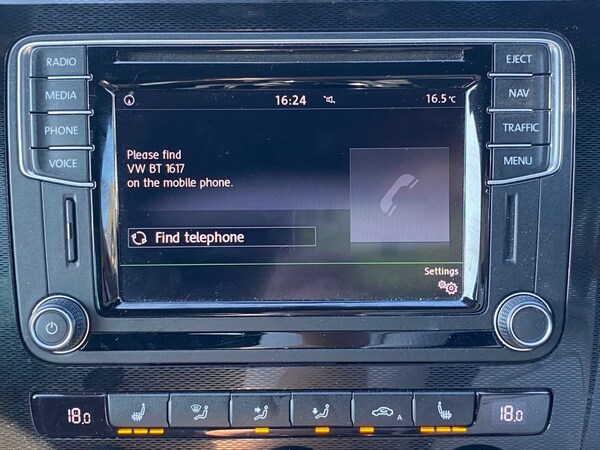 RADIO
MEDIA
PHONE
VOICE
EJECT
NAV
TRAFFIC
MENU
16:24
16.5°C
Please find
VW BT 1617
on the mobile phone.
Find telephone
Settings
18.0
A
18.0